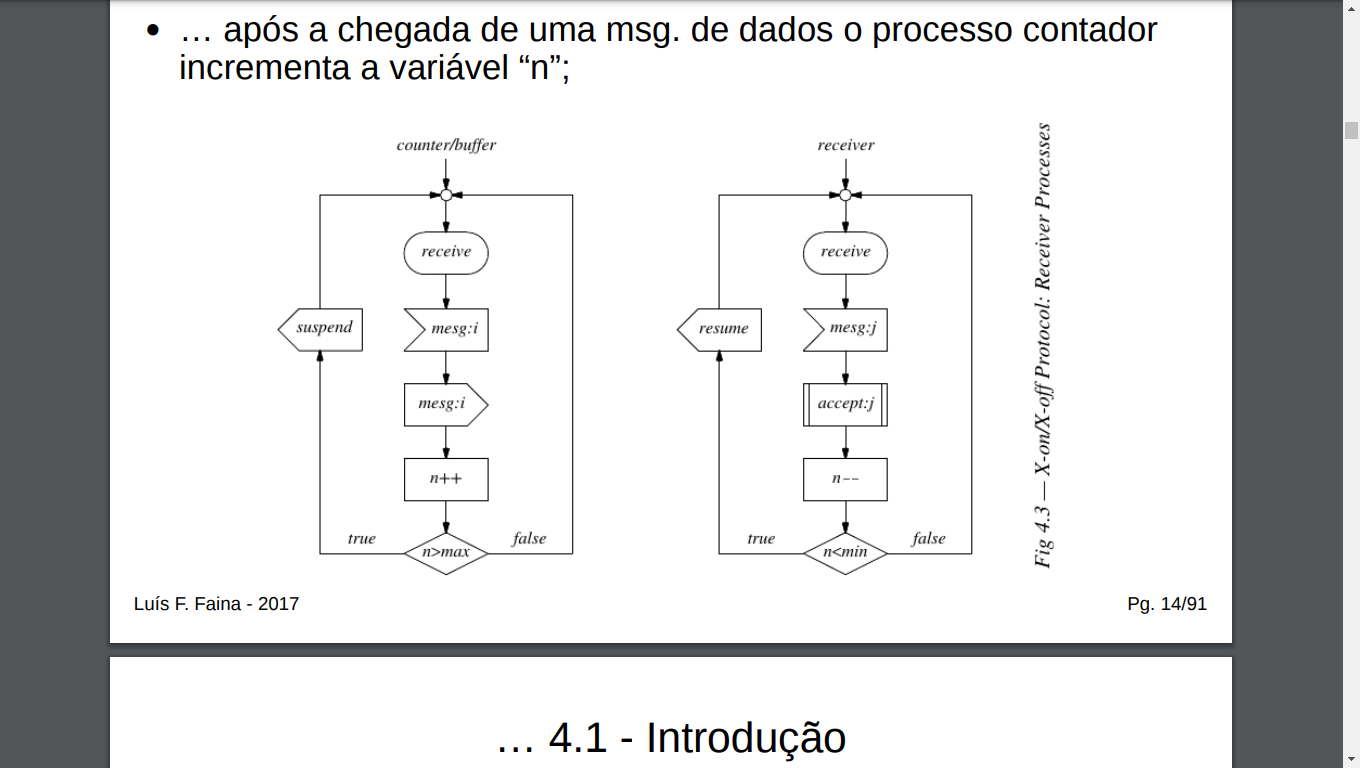 • … após a chegada de uma msg. de dados o processo contador
incrementa a variável “n”;
counter/buffer
receive
suspend
mesg:i
mesg:i
n++
true
false
n>max
receiver
receive
resume
mesg:j
accept:j
n--
true
false
n<min
Fig 4.3 — X-on/X-off Protocol: Receiver Processes
Luís F. Faina - 2017
Pg. 14/91
… 4.1 - Introdução